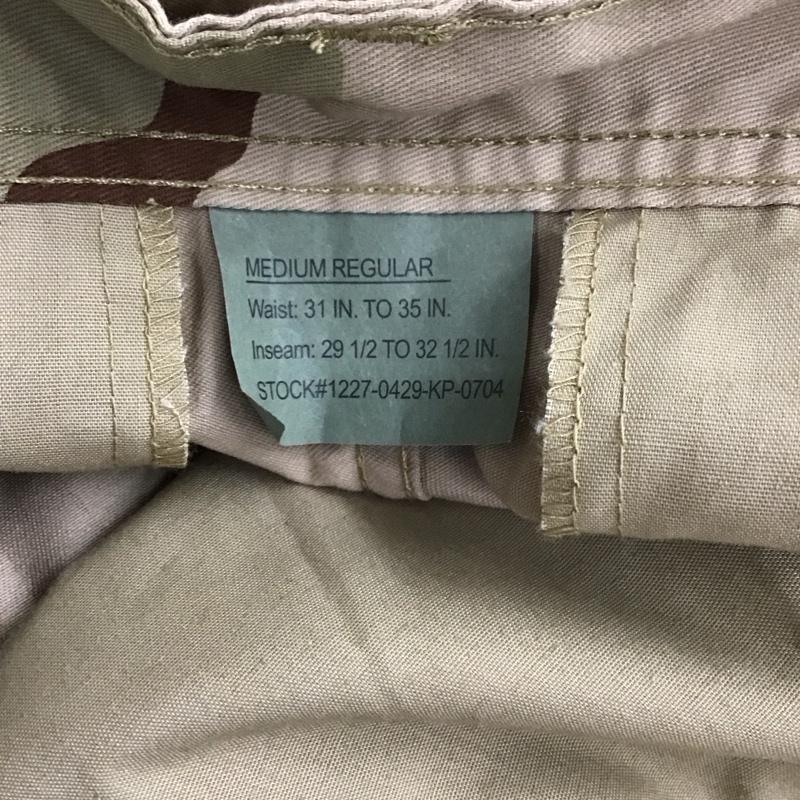 MEDIUM REGULAR
Waist: 31 IN. TO 35 IN.
Inseam: 29 1/2 TO 32 1/2 IN.
STOCK#1227-0429-KP-0704